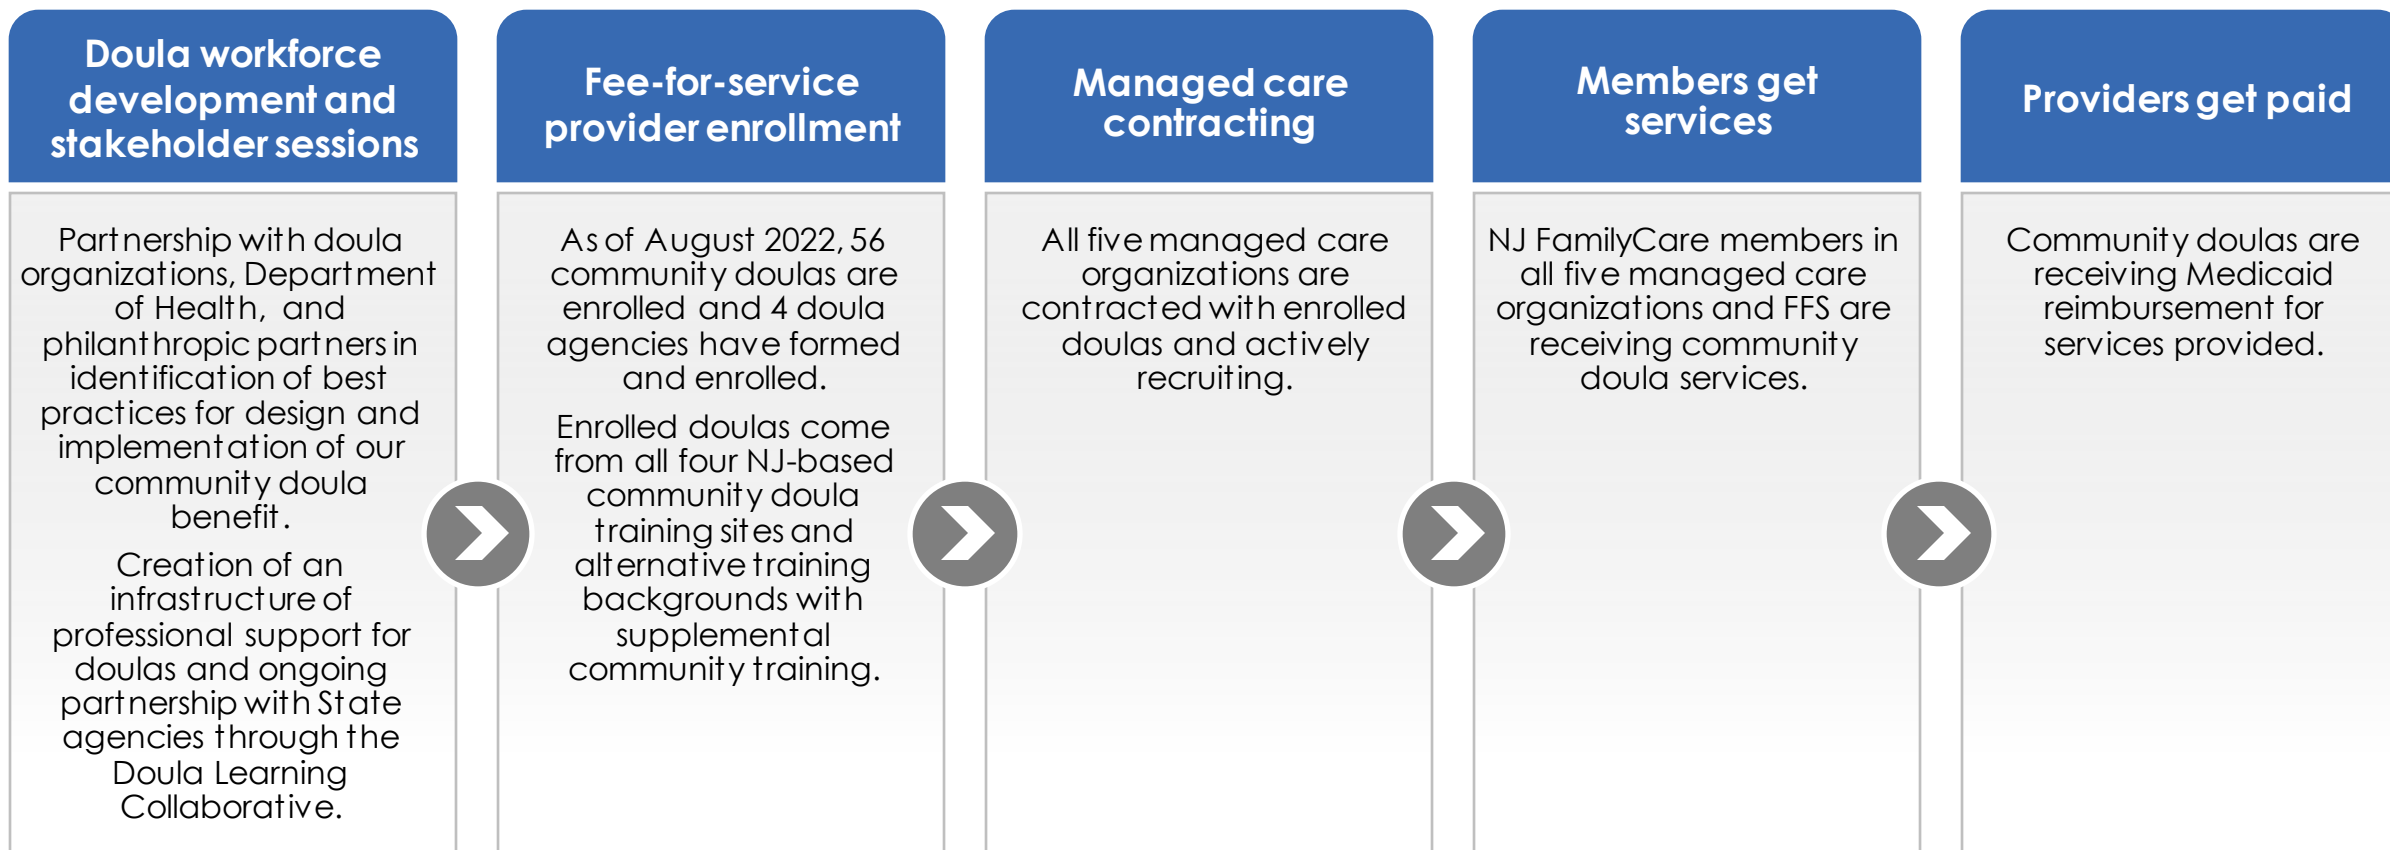 Doula workforce
development and
stakeholder sessions
Partnership with doula
organizations, Department
of Health, and
philanthropic partners in
identification of best
practices for design and
implementation of our
community doula
benefit.
Creation of an
infrastructure of
professional support for
doulas and ongoing
partnership with State
agencies through the
Doula Learning
Collaborative.
Fee-for-service
provider enrollment
As of August 2022, 56
community doulas are
enrolled and 4 doula
agencies have formed
and enrolled.
Enrolled doulas come
from all four NJ-based
community doula
training sites and
alternative training
backgrounds with
supplemental
community training.
Managed care
contracting
All five managed care
organizations are
contracted with enrolled
doulas and actively
recruiting.
Members get
services
NJ FamilyCare members in
all five managed care
organizations and FFS are
receiving community
doula services.
Providers get paid
Community doulas are
receiving Medicaid
reimbursement for
services provided.